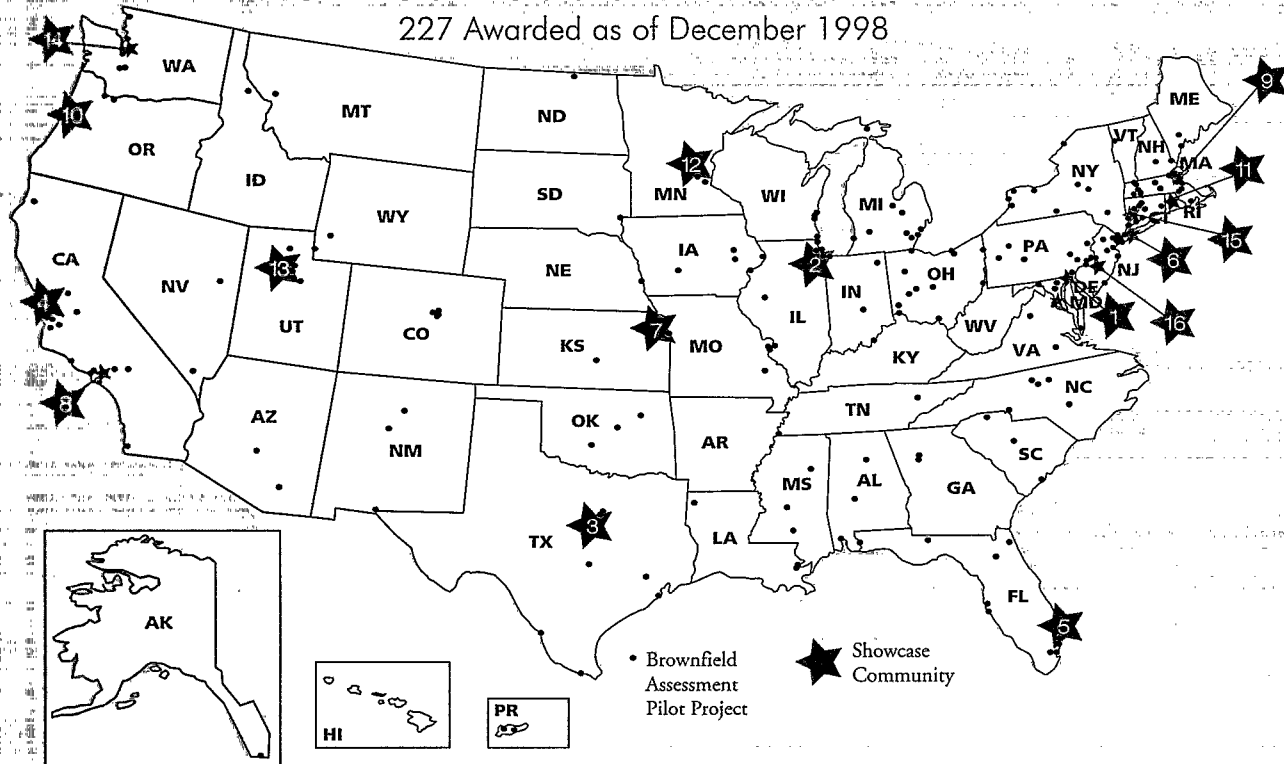 227 Awarded as of December 1998
14
WA
10
OR
MT
ID
ND
SD
WY
12
MN
WI
MI
ME
9
VT
NH
MA
NY
11
CT
RI
15
CA
4
NV
13
UT
CO
NE
IA
2
IL
IN
OH
PA
NJ
6
DE
MD
1
16
KS
7
MO
KY
WV
VA
8
AZ
NM
OK
AR
TN
NC
SC
TX
3
LA
MS
AL
GA
FL
5
AK
HI
PR
Brownfield
Assessment
Pilot Project
Showcase
Community